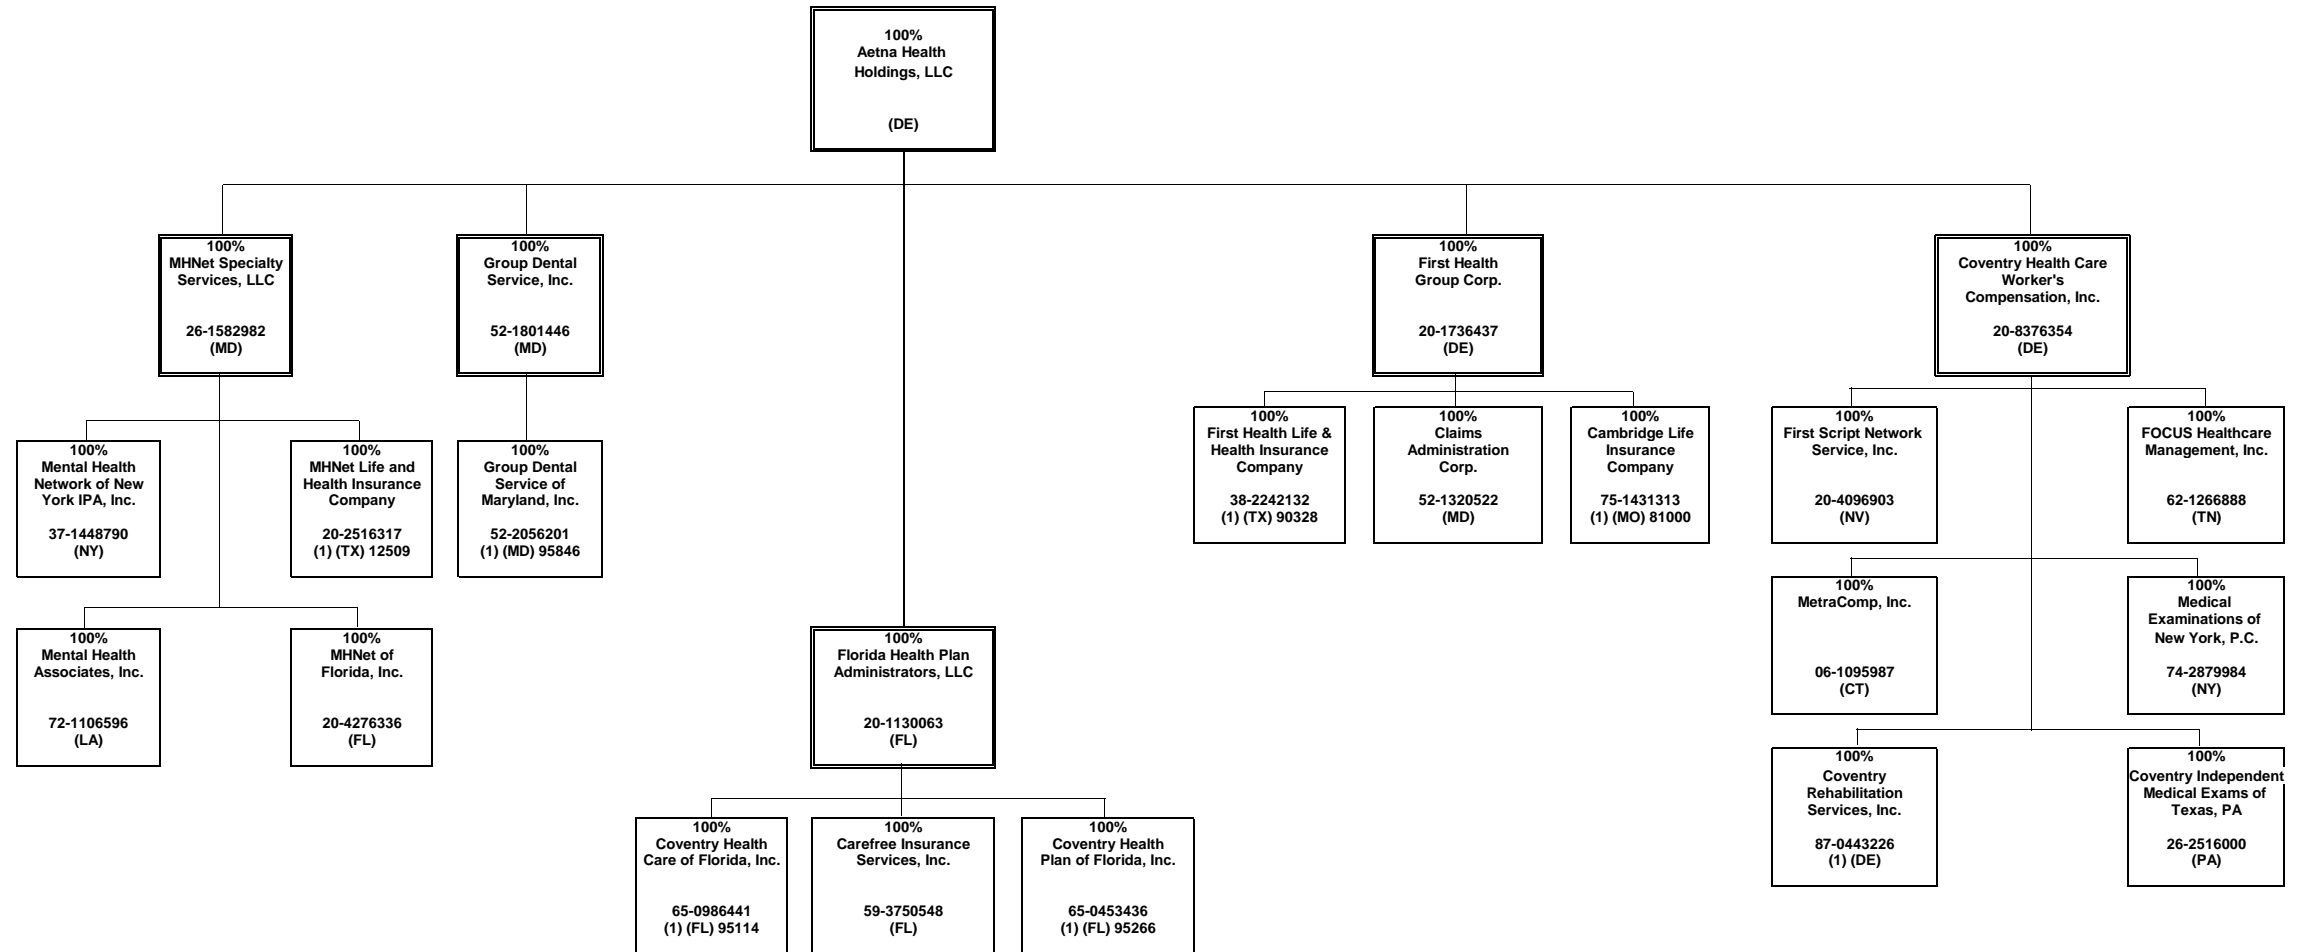 100%
Aetna Health
Holdings, LLC
(DE)
100%
MHNet Specialty
Services, LLC
26-1582982
(MD)
100%
Group Dental
Service, Inc.
52-1801446
(MD)
100%
First Health
Group Corp.
20-1736437
(DE)
100%
Coventry Health Care
Worker's
Compensation, Inc.
20-8376354
(DE)
100%
Mental Health
Network of New
York IPA, Inc.
37-1448790
(NY)
100%
MHNet Life and
Health Insurance
Company
20-2516317
(1) (TX) 12509
100%
Group Dental
Service of
Maryland, Inc.
52-2056201
(1) (MD) 95846
100%
First Health Life &
Health Insurance
Company
38-2242132
(1) (TX) 90328
100%
Claims
Administration
Corp.
52-1320522
(MD)
100%
Cambridge Life
Insurance
Company
75-1431313
(1) (MO) 81000
100%
First Script Network
Service, Inc.
20-4096903
(NV)
100%
FOCUS Healthcare
Management, Inc.
62-1266888
(TN)
100%
MetraComp, Inc.
06-1095987
(CT)
100%
Medical
Examinations of
New York, P.C.
74-2879984
(NY)
100%
Mental Health
Associates, Inc.
72-1106596
(LA)
100%
MHNet of
Florida, Inc.
20-4276336
(FL)
100%
Florida Health Plan
Administrators, LLC
20-1130063
(FL)
100%
Coventry
Rehabilitation
Services, Inc.
87-0443226
(1) (DE)
100%
Coventry Independent
Medical Exams of
Texas, PA
26-2516000
(PA)
100%
Coventry Health
Care of Florida, Inc.
65-0986441
(1) (FL) 95114
100%
Carefree Insurance
Services, Inc.
59-3750548
(FL)
100%
Coventry Health
Plan of Florida, Inc.
65-0453436
(1) (FL) 95266